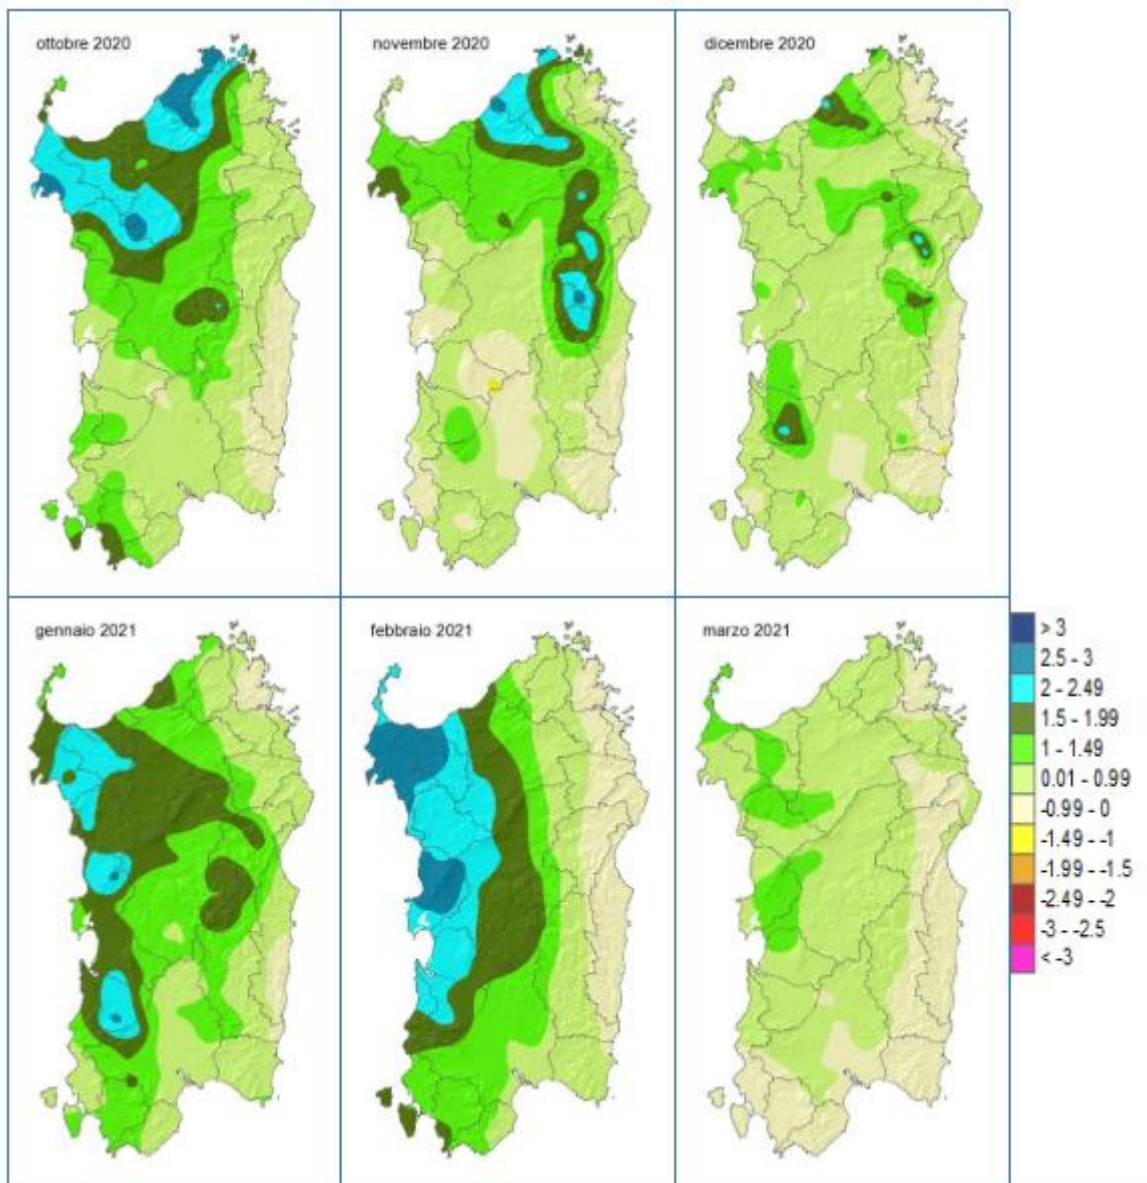 ottobre 2020
novembre 2020
dicembre 2020
gennaio 2021
febbraio 2021
marzo 2021
> 3
2.5 - 3
2 - 2.49
1.5 - 1.99
1 - 1.49
0.01 - 0.99
-0.99 - 0
-1.49 - -1
-1.99 - -1.5
-2.49 - -2
-3 - -2.5
< -3